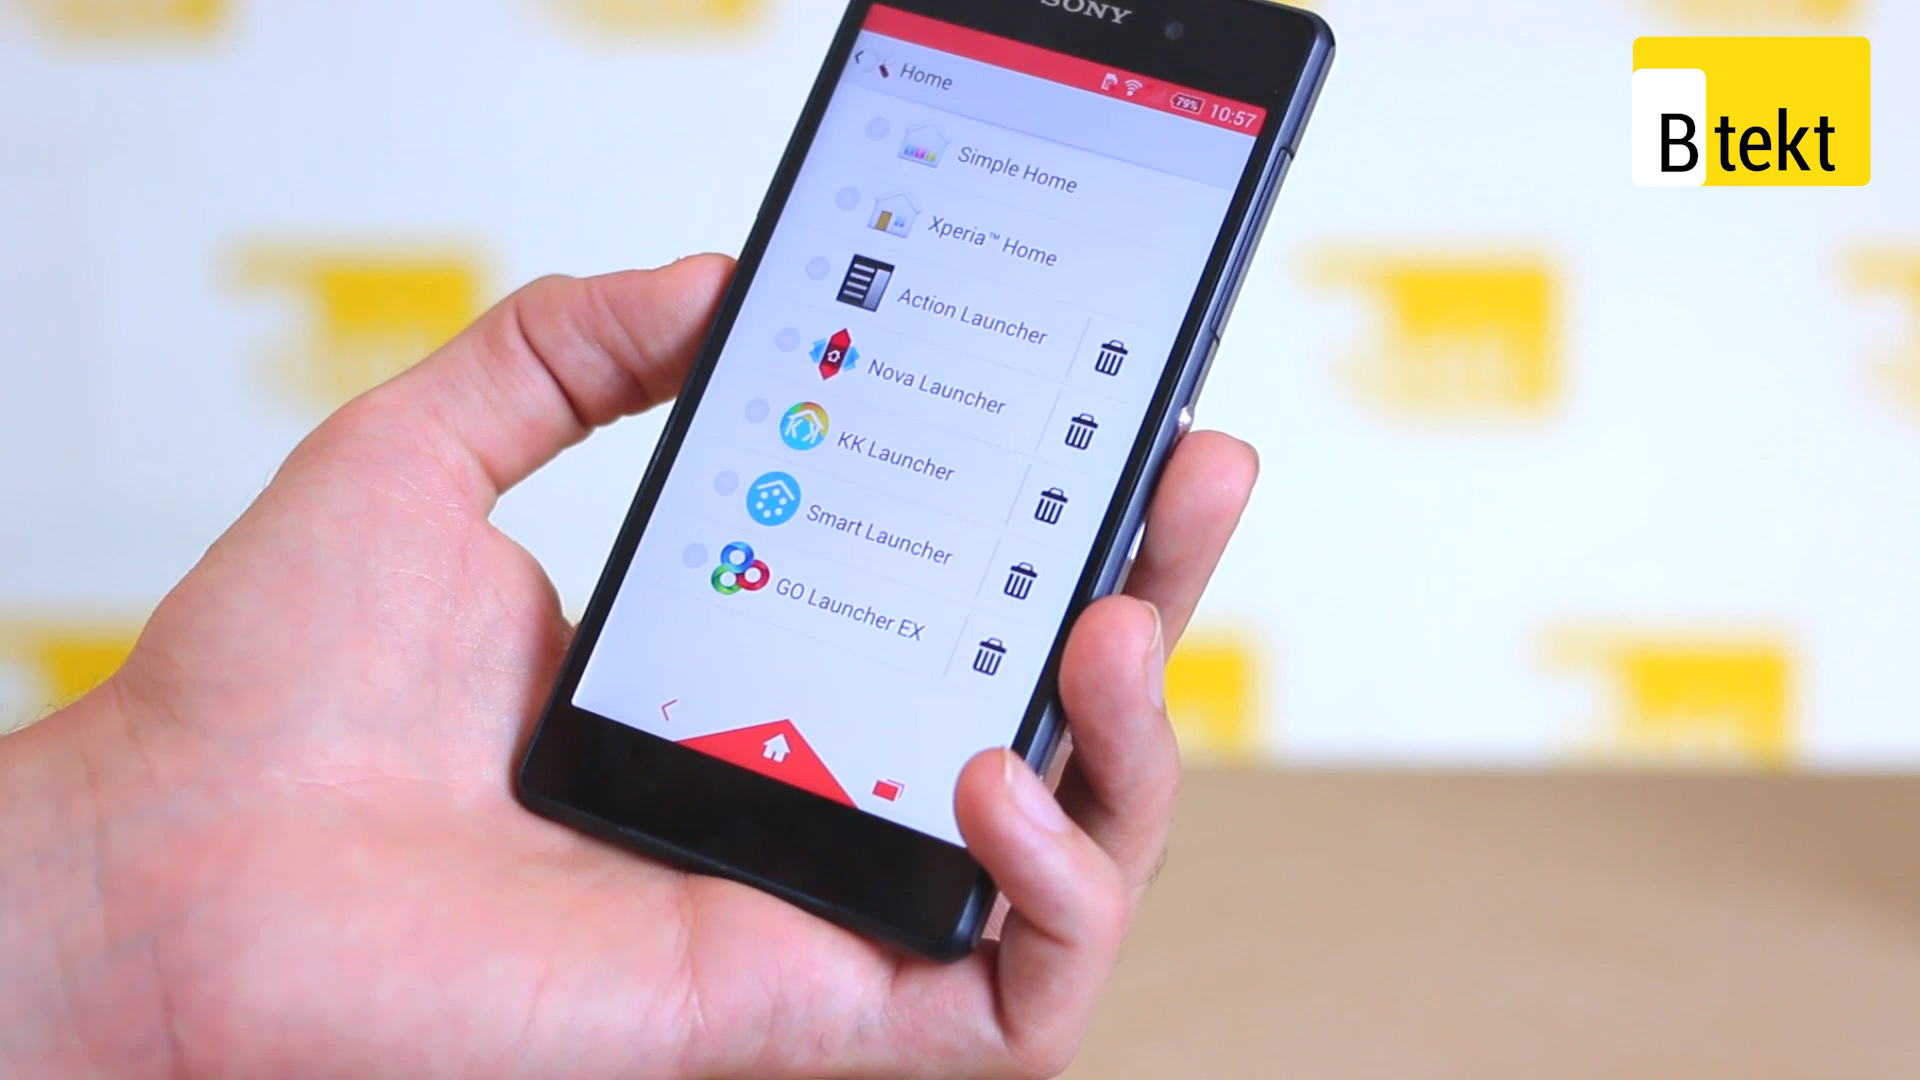 SONY
Home
79% 10:57
Simple Home
Xperia™ Home
Action Launcher
Nova Launcher
KK Launcher
Smart Launcher
GO Launcher EX
B tekt